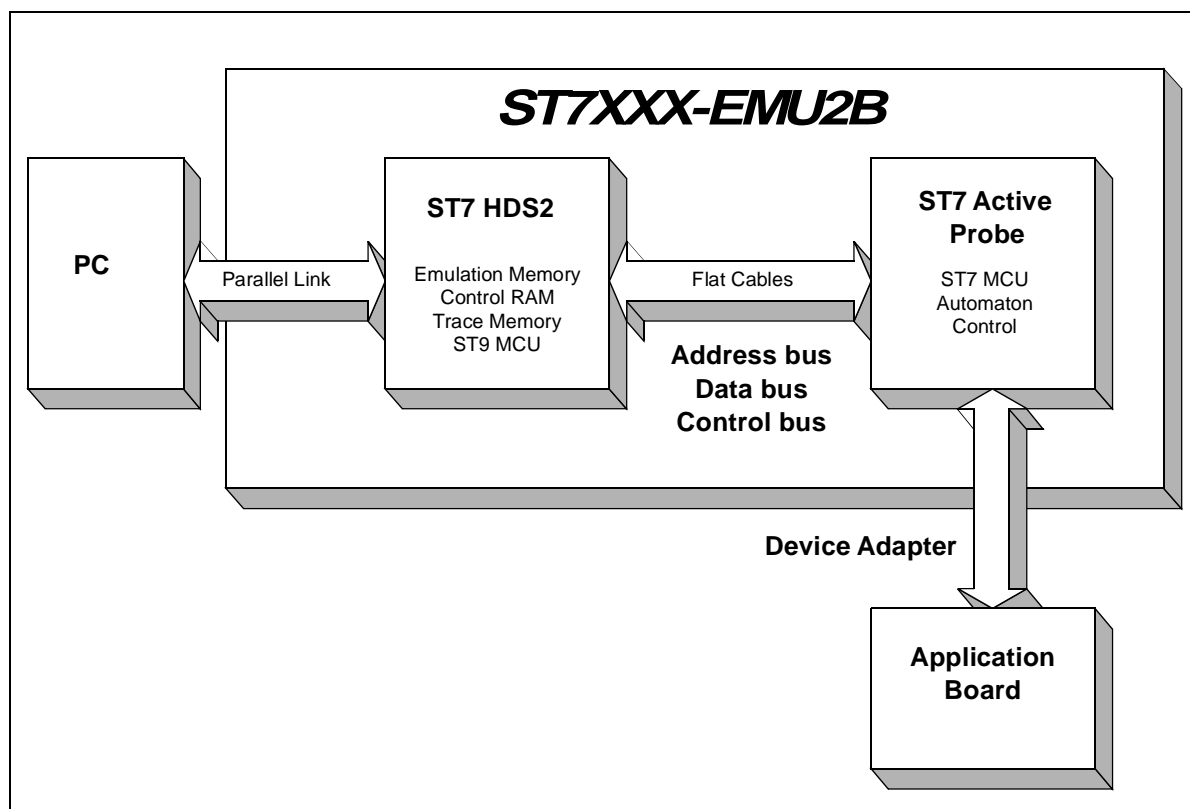 ST7XXX-EMU2B
PC
Parallel Link
ST7 HDS2
Emulation Memory
Control RAM
Trace Memory
ST9 MCU
Flat Cables
Address bus
Data bus
Control bus
ST7 Active
Probe
ST7 MCU
Automaton
Control
Device Adapter
Application
Board